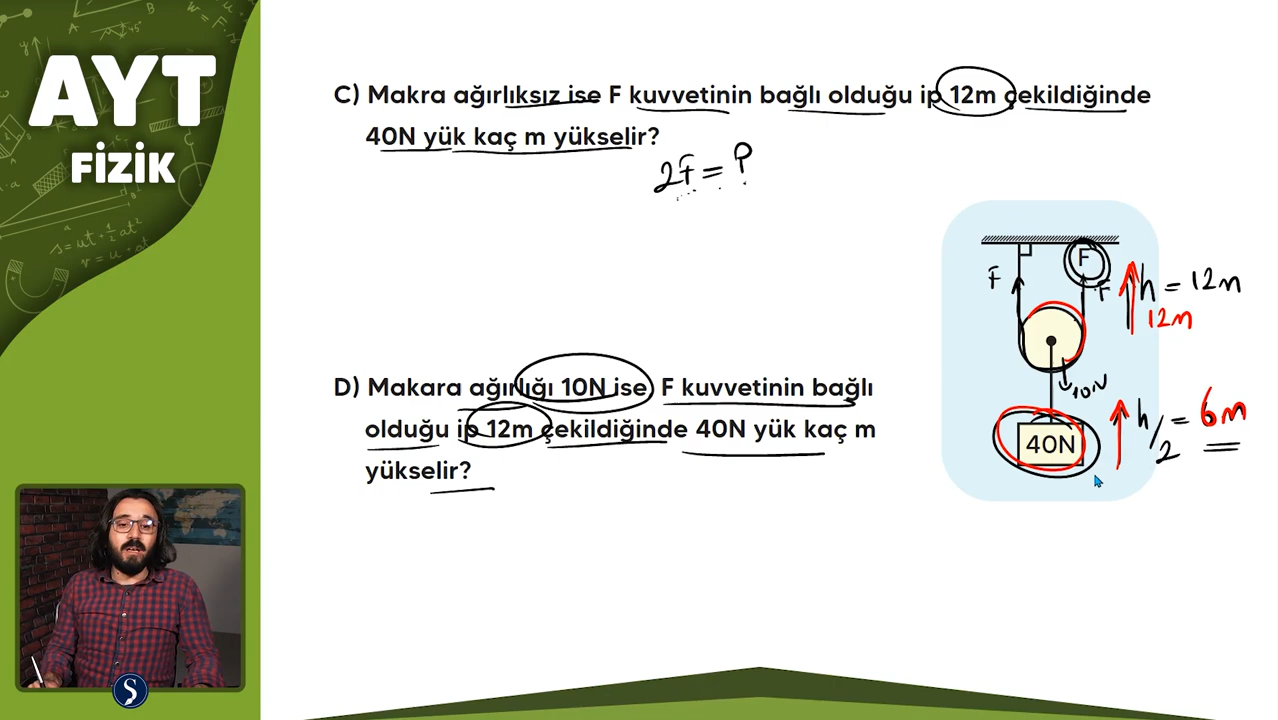 AYT
FİZİK
C) Makra ağırlıksız ise F kuvvetinin bağlı olduğu ip 12m çekildiğinde
40N yük kaç m yükselir?
2F = P
F
F
F
h = 12m
12m
10N
D) Makara ağırlığı 10N ise F kuvvetinin bağlı
olduğu ip 12m çekildiğinde 40N yük kaç m
yükselir?
40N
h/2 = 6m
S